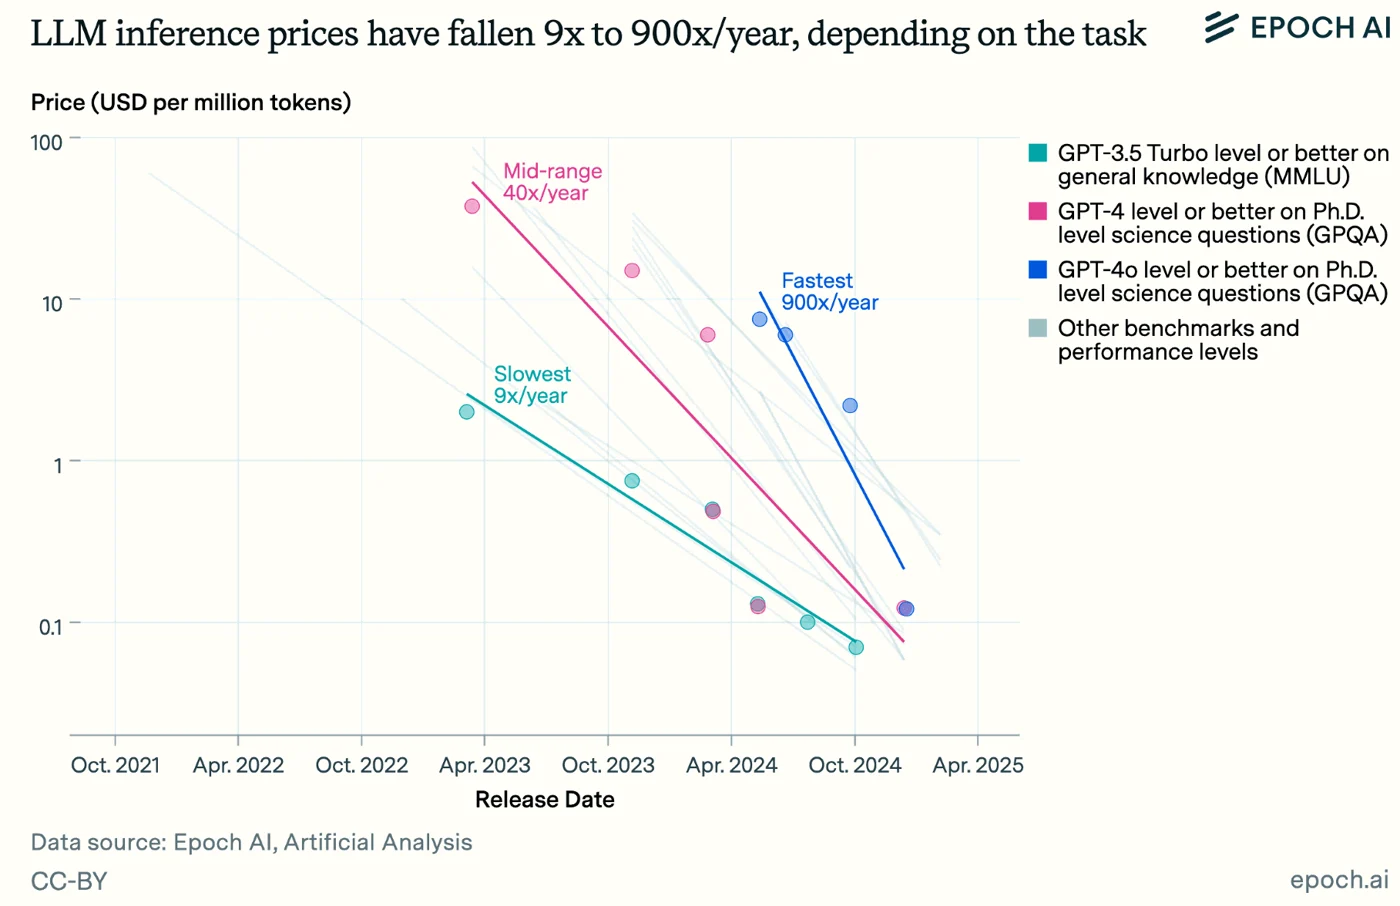 LLM inference prices have fallen 9x to 900x/year, depending on the task
EPOCH AI
Price (USD per million tokens)
100
10
1
0.1
Mid-range
40x/year
Fastest
900x/year
Slowest
9x/year
GPT-3.5 Turbo level or better on
general knowledge (MMLU)
GPT-4 level or better on Ph.D.
level science questions (GPQA)
GPT-4o level or better on Ph.D.
level science questions (GPQA)
Other benchmarks and
performance levels
Oct. 2021 Apr. 2022 Oct. 2022 Apr. 2023 Oct. 2023 Apr. 2024 Oct. 2024 Apr. 2025
Release Date
Data source: Epoch AI, Artificial Analysis
CC-BY
epoch.ai